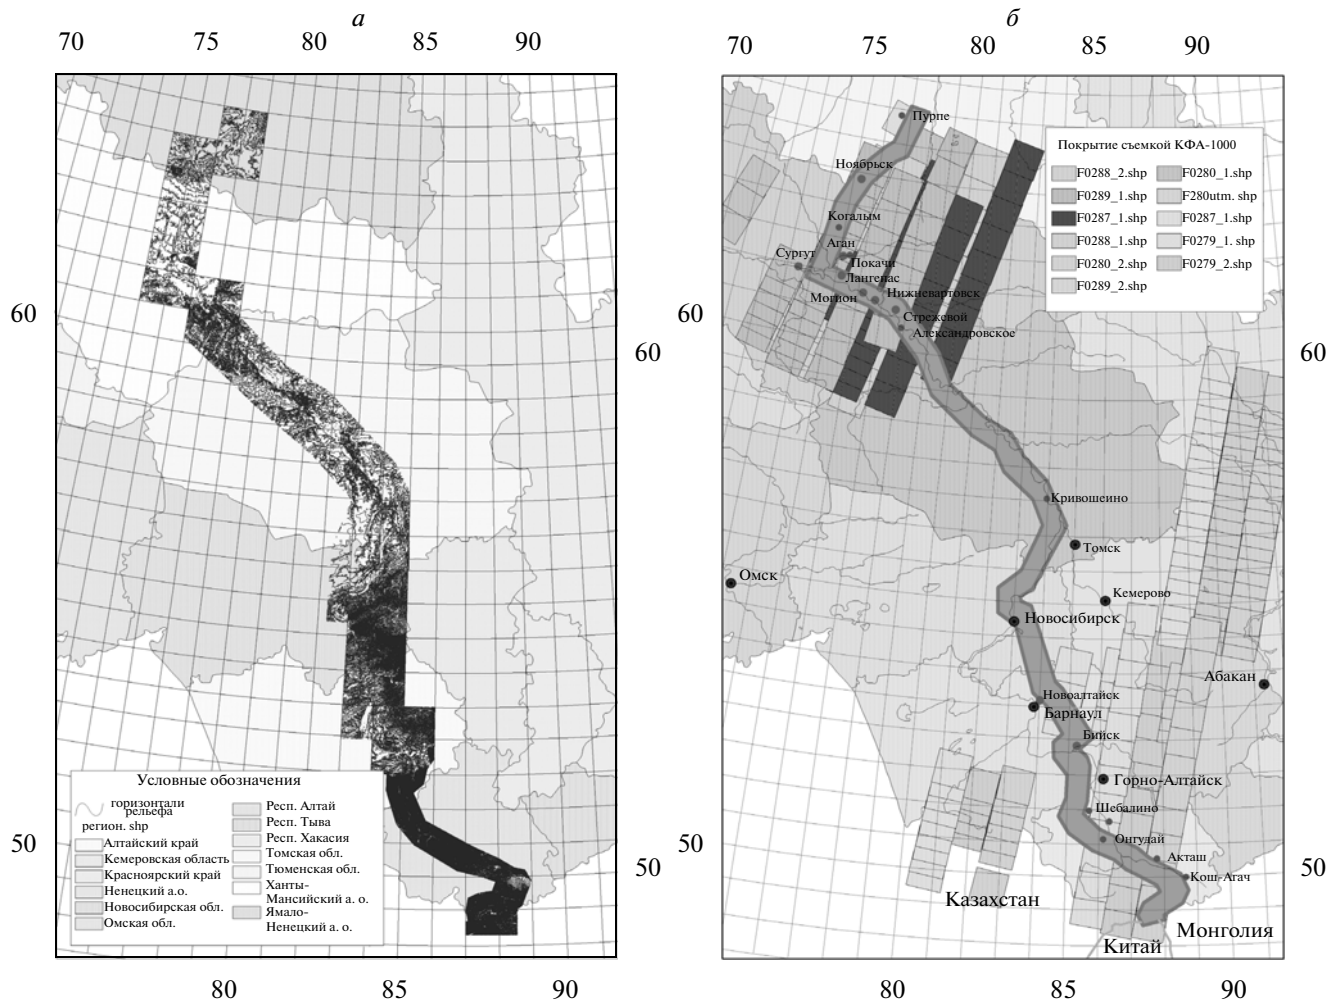 а
70 75 80 85 90
60
60
50
50
80 85 90
Условные обозначения
горизонтали
рельефа
регион. shp
Алтайский край
Кемеровская область
Красноярский край
Ненецкий а.о.
Новосибирская обл.
Омская обл.
Респ. Алтай
Респ. Тыва
Респ. Хакасия
Томская обл.
Тюменская обл.
Ханты-
Мансийский а. о.
Ямало-
Ненецкий а. о.
б
70 75 80 85 90
60
60
50
50
80 85 90
Покрытие съемкой КФА-1000
F0288_2.shp
F0289_1.shp
F0287_1.shp
F0288_1.shp
F0280_2.shp
F0289_2.shp
F0280_1.shp
F280utm. shp
F0287_1.shp
F0279_1. shp
F0279_2.shp
Пурпе
Ноябрьск
Когалым
Аган
Сургут
Покачи
Лангепас
Могион
Нижневартовск
Стрежевой
Александровское
Кривошеино
Томск
Омск
Кемерово
Новосибирск
Абакан
Новоалтайск
Барнаул
Бийск
Горно-Алтайск
Шебалино
Онгудай
Акташ
Кош-Агач
Казахстан
Монголия
Китай